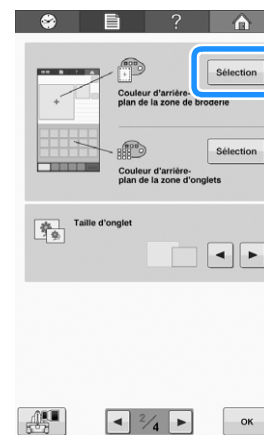 ?
Sélection
Couleur d'arrière-
plan de la zone de broderie
Sélection
Couleur d'arrière-
plan de la zone d'onglets
Taille d'onglet
2/4
OK